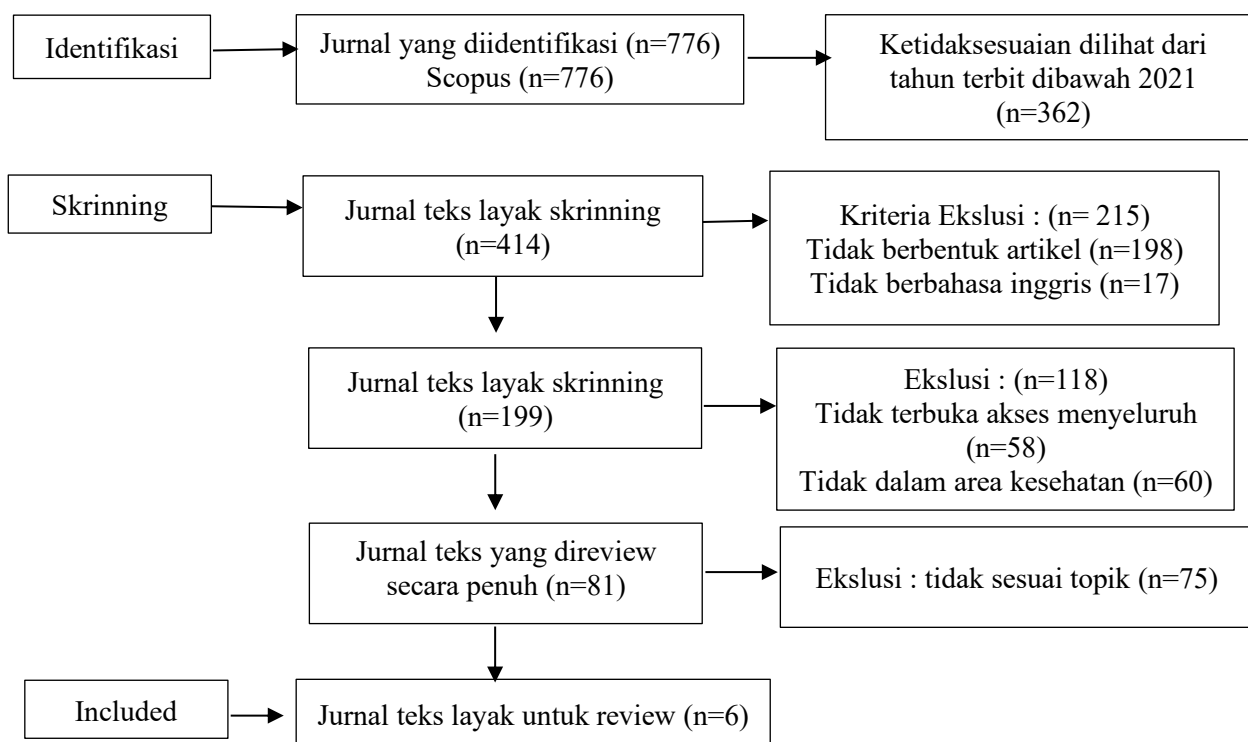 Identifikasi
Jurnal yang diidentifikasi (n=776)
Scopus (n=776)
Ketidaksesuaian dilihat dari
tahun terbit dibawah 2021
(n=362)
Skrinning
Jurnal teks layak skrinning
(n=414)
Kriteria Ekslusi : (n= 215)
Tidak berbentuk artikel (n=198)
Tidak berbahasa inggris (n=17)
Jurnal teks layak skrinning
(n=199)
Ekslusi : (n=118)
Tidak terbuka akses menyeluruh
(n=58)
Tidak dalam area kesehatan (n=60)
Jurnal teks yang direview
secara penuh (n=81)
Ekslusi : tidak sesuai topik (n=75)
Included
Jurnal teks layak untuk review (n=6)